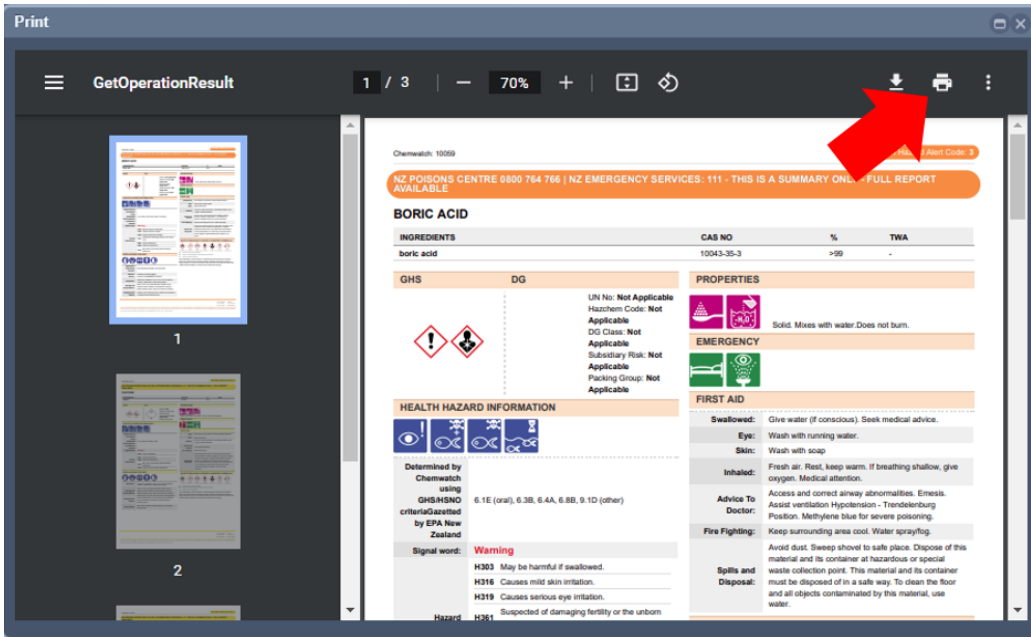 Print
GetOperationResult
1 / 3
70%
1
2
Chemwatch: 10059
Alert Code: 3
NZ POISONS CENTRE 0800 764 766 | NZ EMERGENCY SERVICES: 111 - THIS IS A SUMMARY ONLY - FULL REPORT
AVAILABLE
BORIC ACID
INGREDIENTS CAS NO % TWA
boric acid 10043-35-3 >99 -
GHS DG
UN No: Not Applicable
Hazchem Code: Not
Applicable
DG Class: Not
Applicable
Subsidiary Risk: Not
Applicable
Packing Group: Not
Applicable
HEALTH HAZARD INFORMATION
Determined by
Chemwatch
using
GHS/HSNO
criteriaGazetted
by EPA New
Zealand
6.1E (oral), 6.3B, 6.4A, 6.8B, 9.1D (other)
Signal word: Warning
H303 May be harmful if swallowed.
H316 Causes mild skin irritation.
H319 Causes serious eye irritation.
Hazard H361 Suspected of damaging fertility or the unborn
PROPERTIES
-H₂O-
Solid. Mixes with water.Does not burn.
EMERGENCY
FIRST AID
Swallowed: Give water (if conscious). Seek medical advice.
Eye: Wash with running water.
Skin: Wash with soap
Inhaled: Fresh air. Rest, keep warm. If breathing shallow, give
oxygen. Medical attention.
Advice To
Doctor:
Access and correct airway abnormalities. Emesis.
Assist ventilation Hypotension - Trendelenburg
Position. Methylene blue for severe poisoning.
Fire Fighting: Keep surrounding area cool. Water spray/fog.
Spills and
Disposal:
Avoid dust. Sweep shovel to safe place. Dispose of this
material and its container at hazardous or special
waste collection point. This material and its container
must be disposed of in a safe way. To clean the floor
and all objects contaminated by this material, use
water.